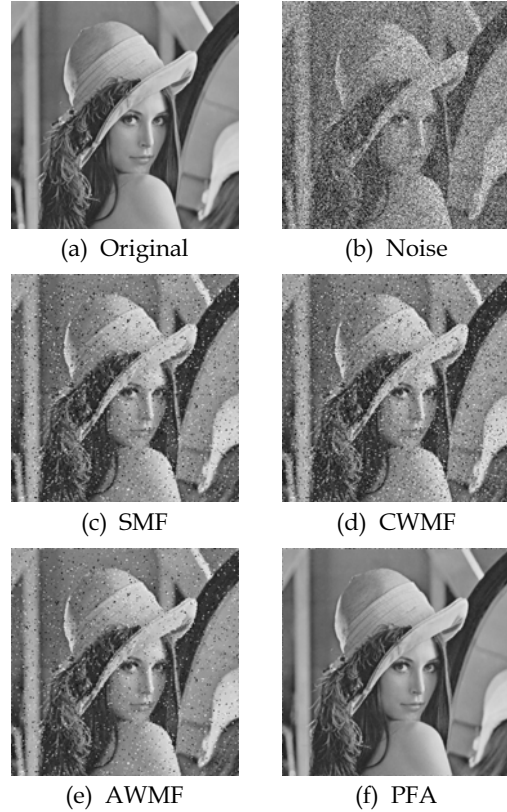 (a) Original
(b) Noise
(c) SMF
(d) CWMF
(e) AWMF
(f) PFA